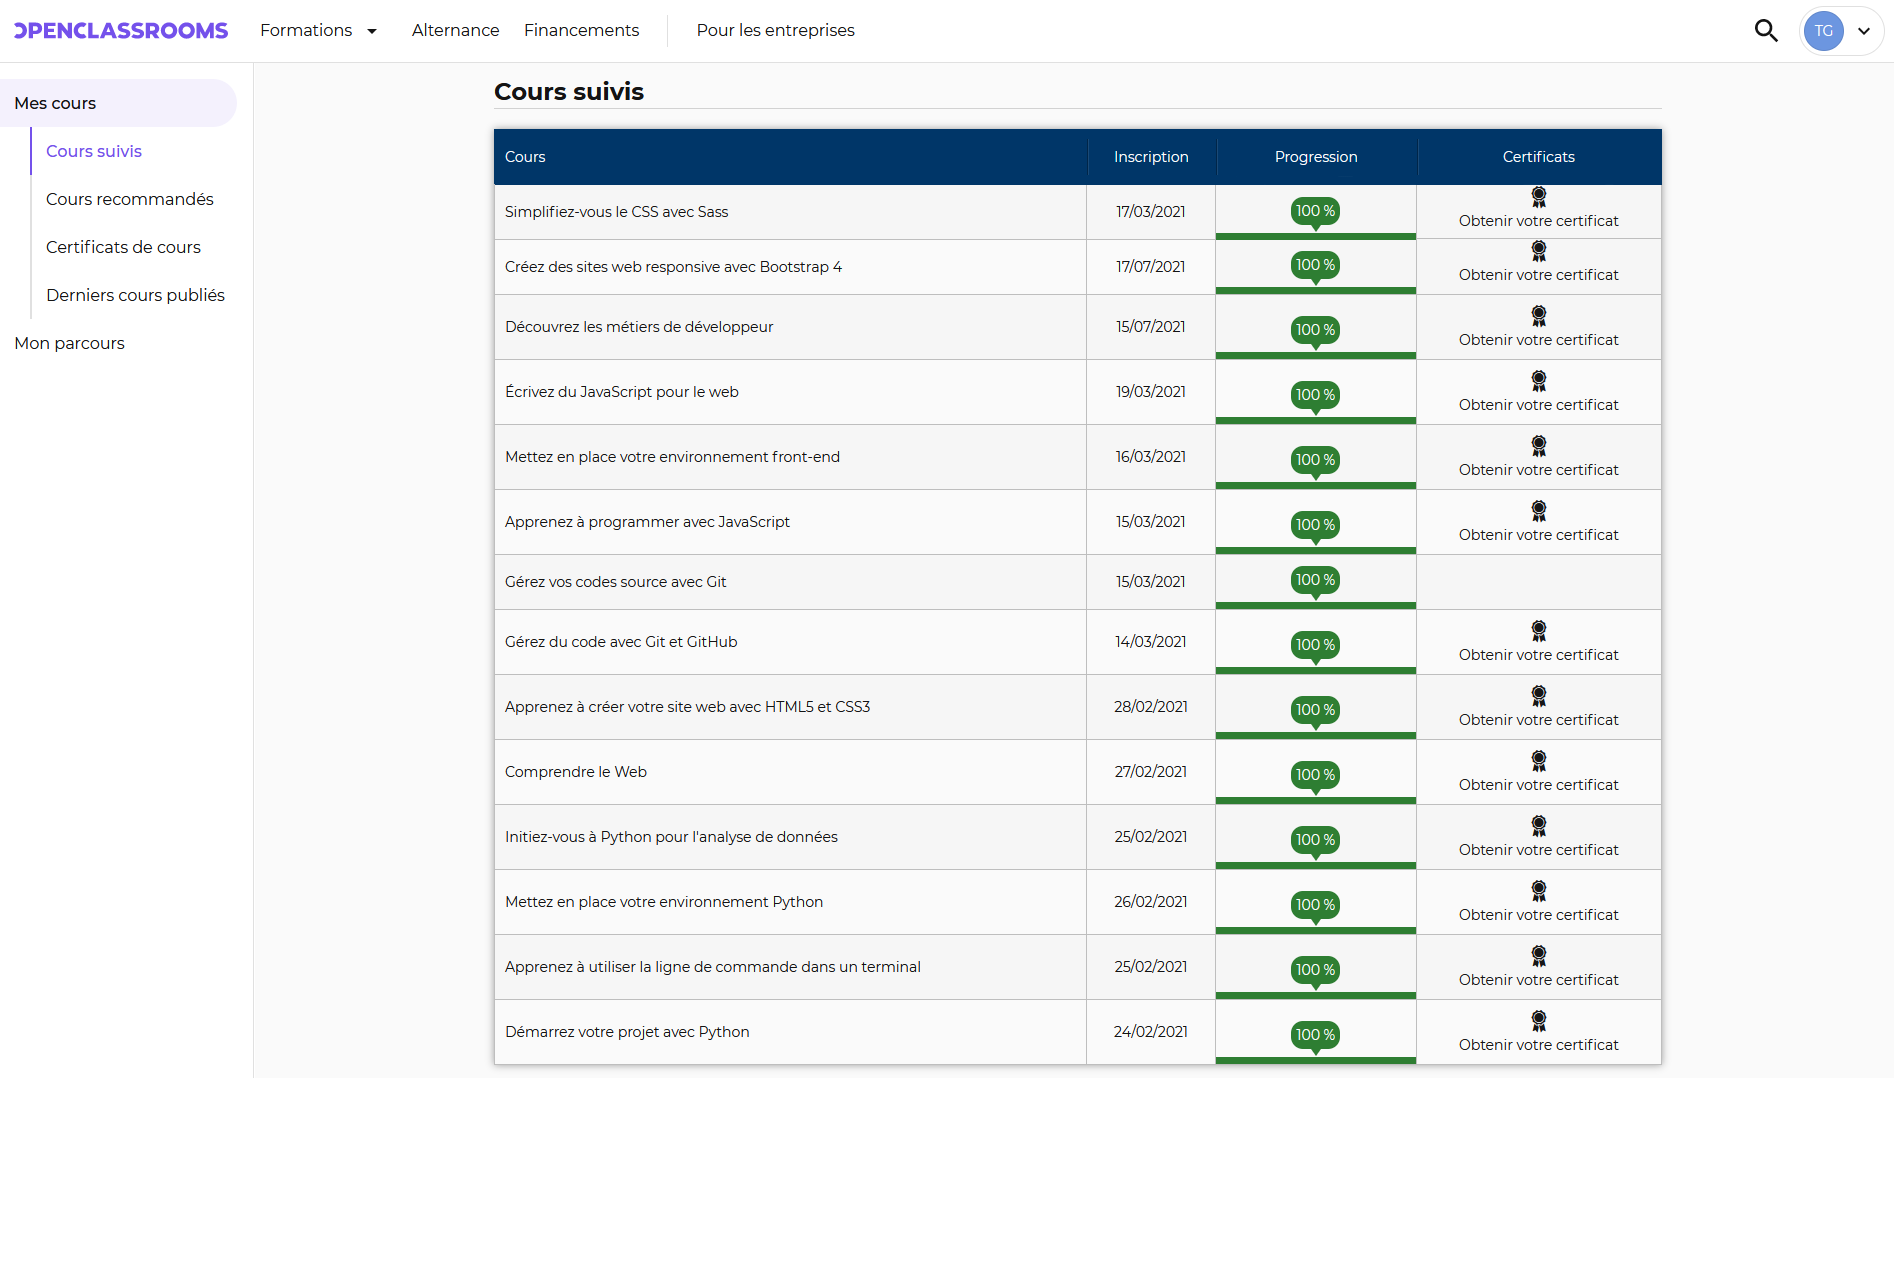 OPENCLASSROOMS Formations Alternance Financements Pour les entreprises TG
Mes cours
Cours suivis
Cours recommandés
Certificats de cours
Derniers cours publiés
Mon parcours
Cours suivis
Cours Inscription Progression Certificats
Simplifiez-vous le CSS avec Sass 17/03/2021 100 % Obtenir votre certificat
Créez des sites web responsive avec Bootstrap 4 17/07/2021 100 % Obtenir votre certificat
Découvrez les métiers de développeur 15/07/2021 100 % Obtenir votre certificat
Écrivez du JavaScript pour le web 19/03/2021 100 % Obtenir votre certificat
Mettez en place votre environnement front-end 16/03/2021 100 % Obtenir votre certificat
Apprenez à programmer avec JavaScript 15/03/2021 100 % Obtenir votre certificat
Gérez vos codes source avec Git 15/03/2021 100 %
Gérez du code avec Git et GitHub 14/03/2021 100 % Obtenir votre certificat
Apprenez à créer votre site web avec HTML5 et CSS3 28/02/2021 100 % Obtenir votre certificat
Comprendre le Web 27/02/2021 100 % Obtenir votre certificat
Initiez-vous à Python pour l'analyse de données 25/02/2021 100 % Obtenir votre certificat
Mettez en place votre environnement Python 26/02/2021 100 % Obtenir votre certificat
Apprenez à utiliser la ligne de commande dans un terminal 25/02/2021 100 % Obtenir votre certificat
Démarrez votre projet avec Python 24/02/2021 100 % Obtenir votre certificat